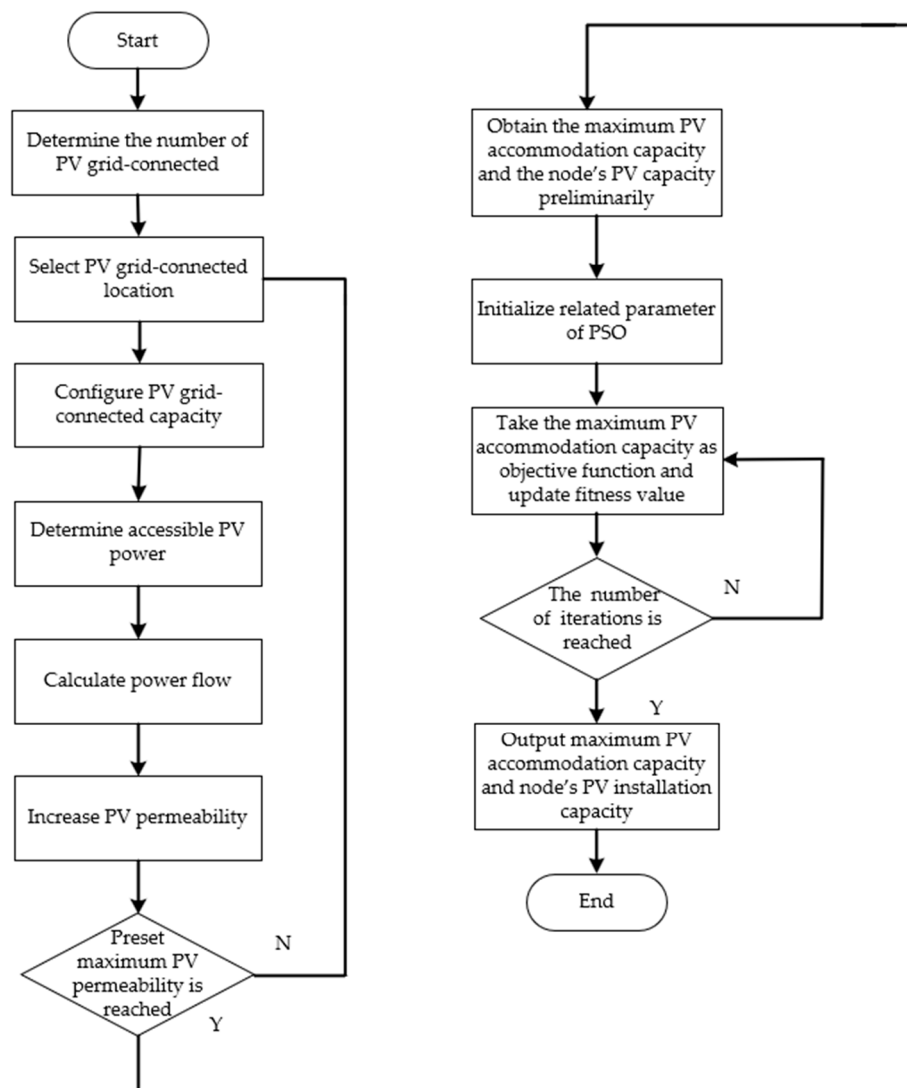 Start
Determine the number of
PV grid-connected
Select PV grid-connected
location
Configure PV grid-
connected capacity
Determine accessible PV
power
Calculate power flow
Increase PV permeability
Preset
maximum PV
permeability is
reached
N
Y
Obtain the maximum PV
accommodation capacity
and the node's PV capacity
preliminarily
Initialize related parameter
of PSO
Take the maximum PV
accommodation capacity as
objective function and
update fitness value
The number
of iterations is
reached
N
Y
Output maximum PV
accommodation capacity
and node's PV installation
capacity
End